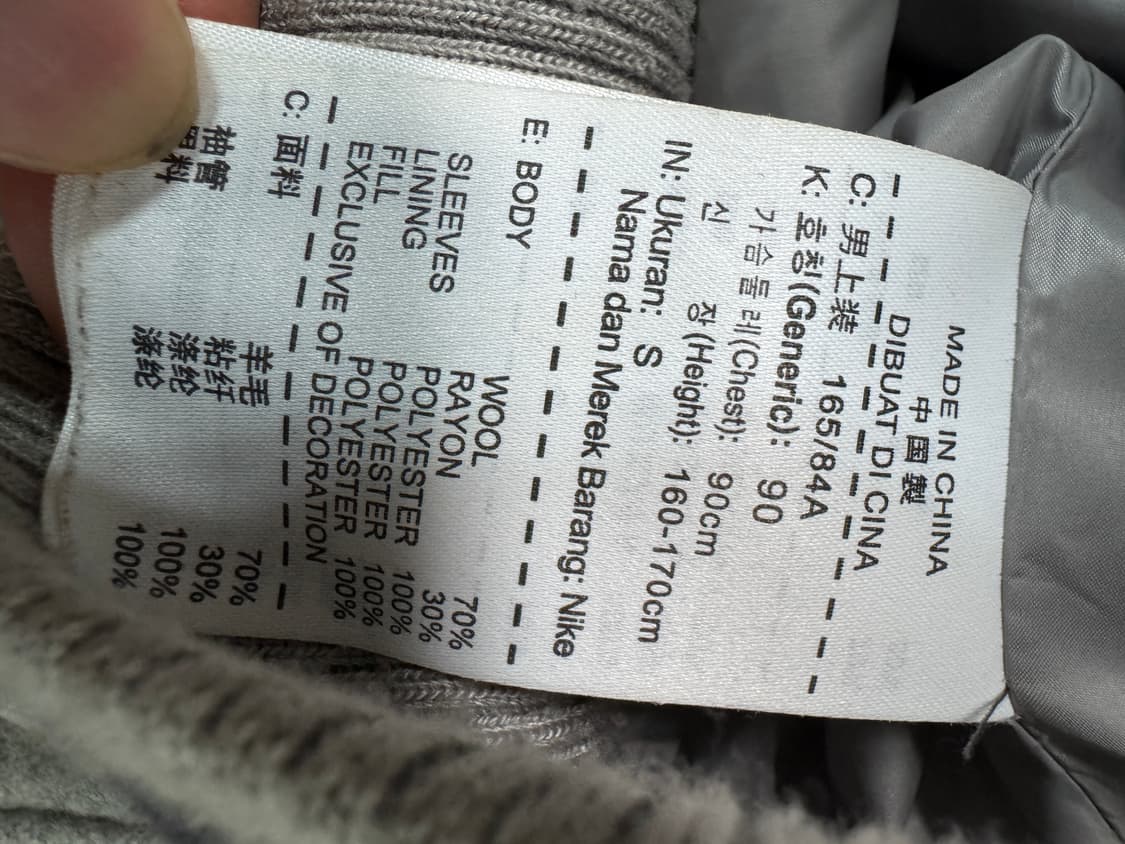 MADE IN CHINA
中国製
DIBUAT DI CINA
C: 男上装 165/84A
K: 호칭(Generic): 90
가슴둘레(Chest): 90cm
신 장(Height): 160-170cm
IN: Ukuran: S
Nama dan Merek Barang: Nike
E: BODY WOOL 70%
RAYON 30%
SLEEVES POLYESTER 100%
LINING POLYESTER 100%
FILL POLYESTER 100%
EXCLUSIVE OF DECORATION
C: 面料 羊毛 70%
粘纤 30%
袖管 涤纶 100%
里料 涤纶 100%